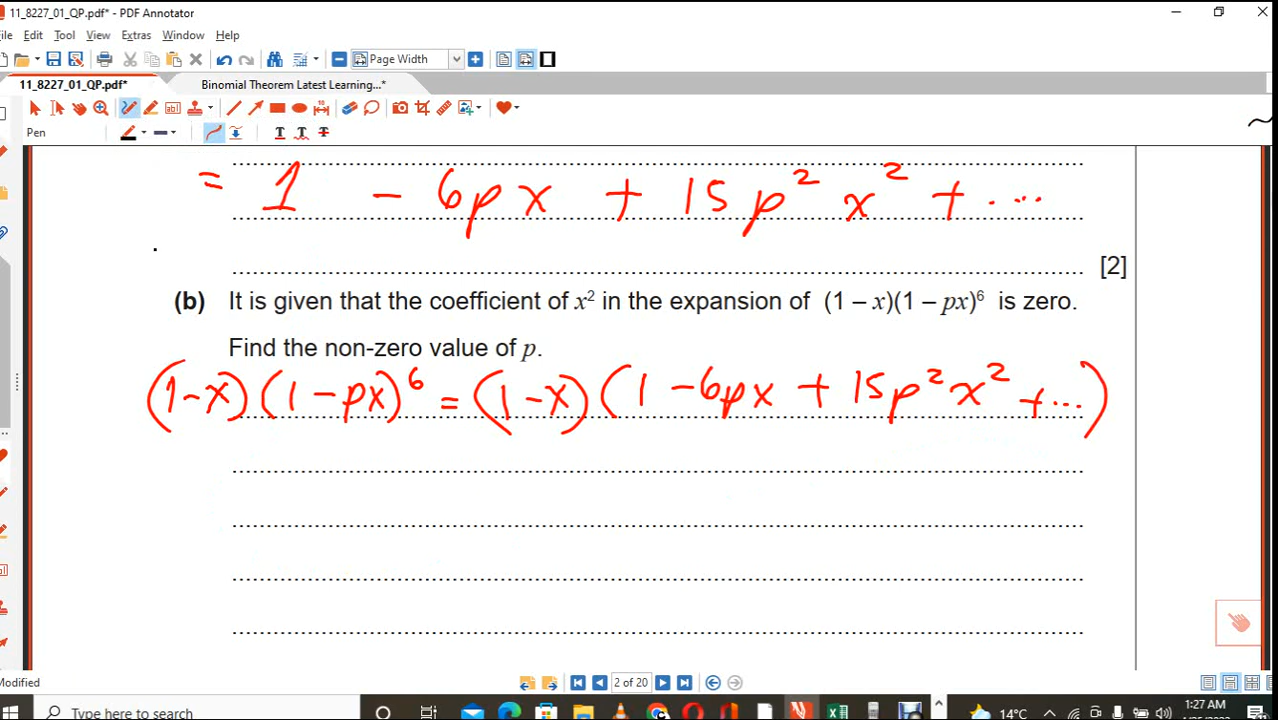 11_8227_01_QP.pdf* - PDF Annotator
Edit Tool View Extras Window Help
Page Width
11_8227_01_QP.pdf* Binomial Theorem Latest Learning...*
Pen
= 1 - 6px + 15p²x² + ...
[2]
(b) It is given that the coefficient of x² in the expansion of (1 – x)(1 – px)⁶ is zero.
Find the non-zero value of p.
(1-x)(1-px)⁶ = (1-x)(1 -6px + 15p²x² + ...)
Modified 2 of 20
Type here to search 14°C 1:27 AM